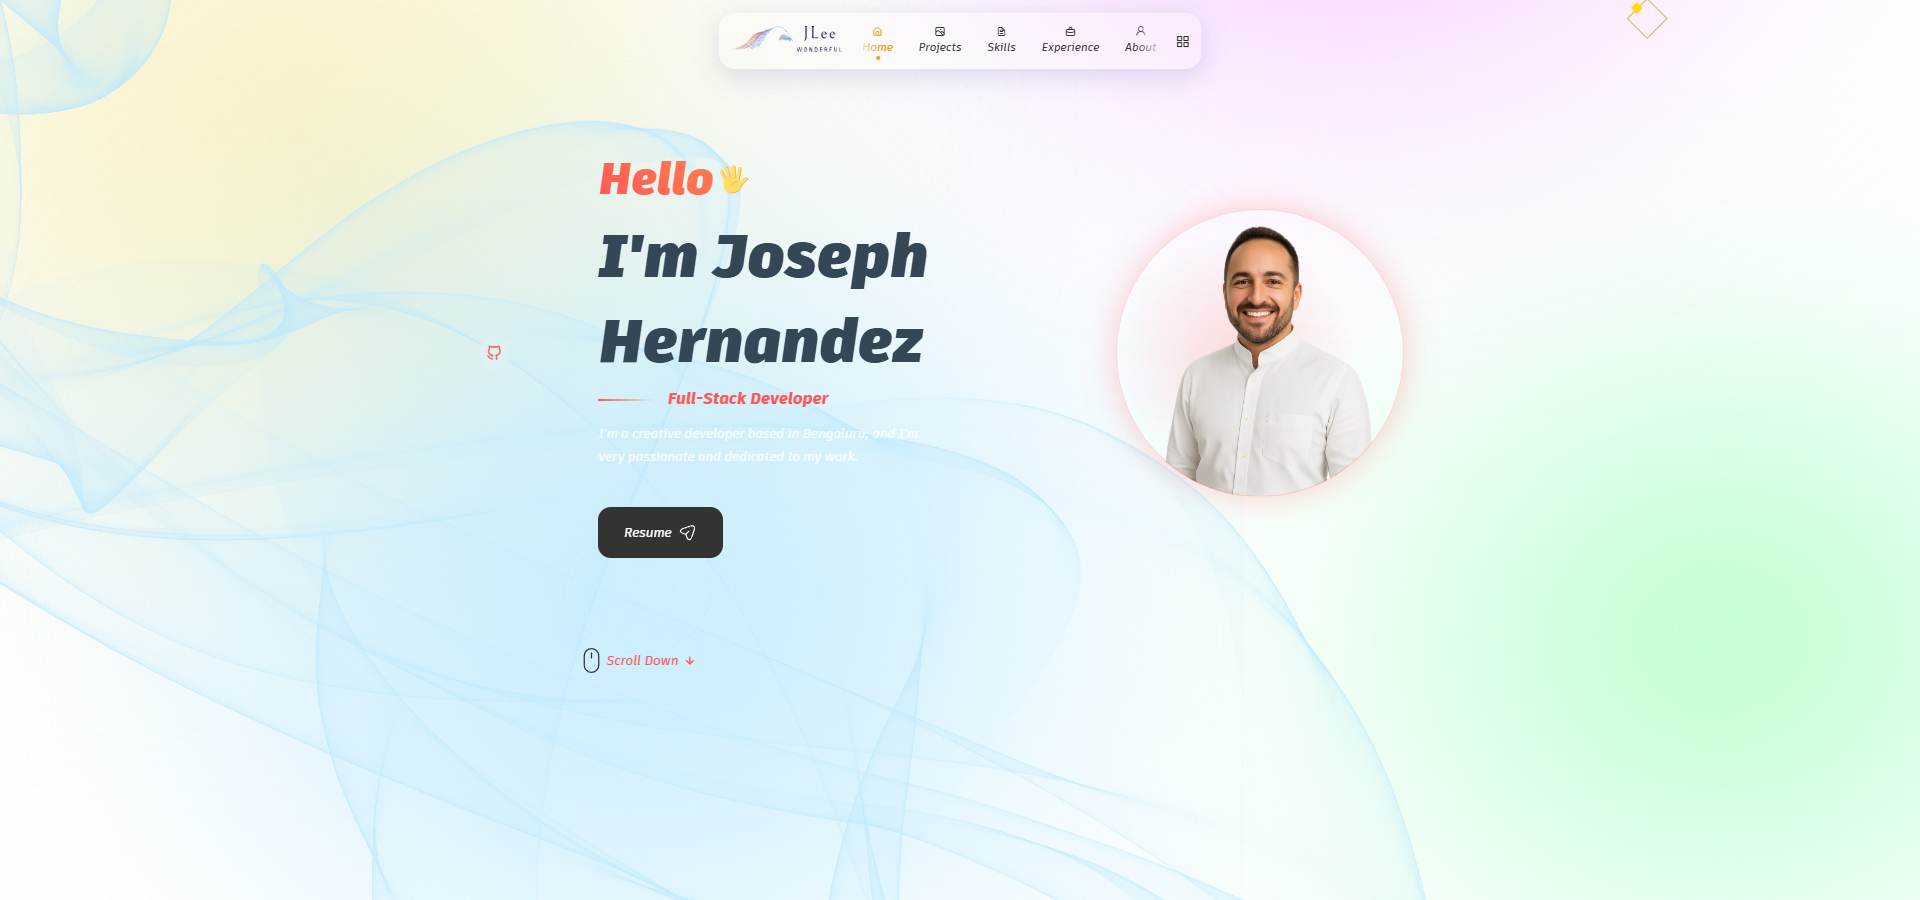 JLee
WONDERFUL
Home
Projects
Skills
Experience
About
Hello
I'm Joseph
Hernandez
Full-Stack Developer
I'm a creative developer based in Bengaluru, and I'm
very passionate and dedicated to my work.
Resume
Scroll Down